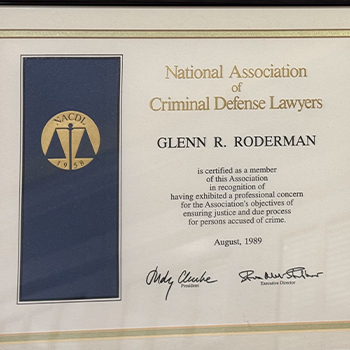 NACDL
1958
National Association
of
Criminal Defense Lawyers
GLENN R. RODERMAN
is certified as a member
of this Association
in recognition of
having exhibited a professional concern
for the Association's objectives of
ensuring justice and due process
for persons accused of crime.
August, 1989
President
Executive Director